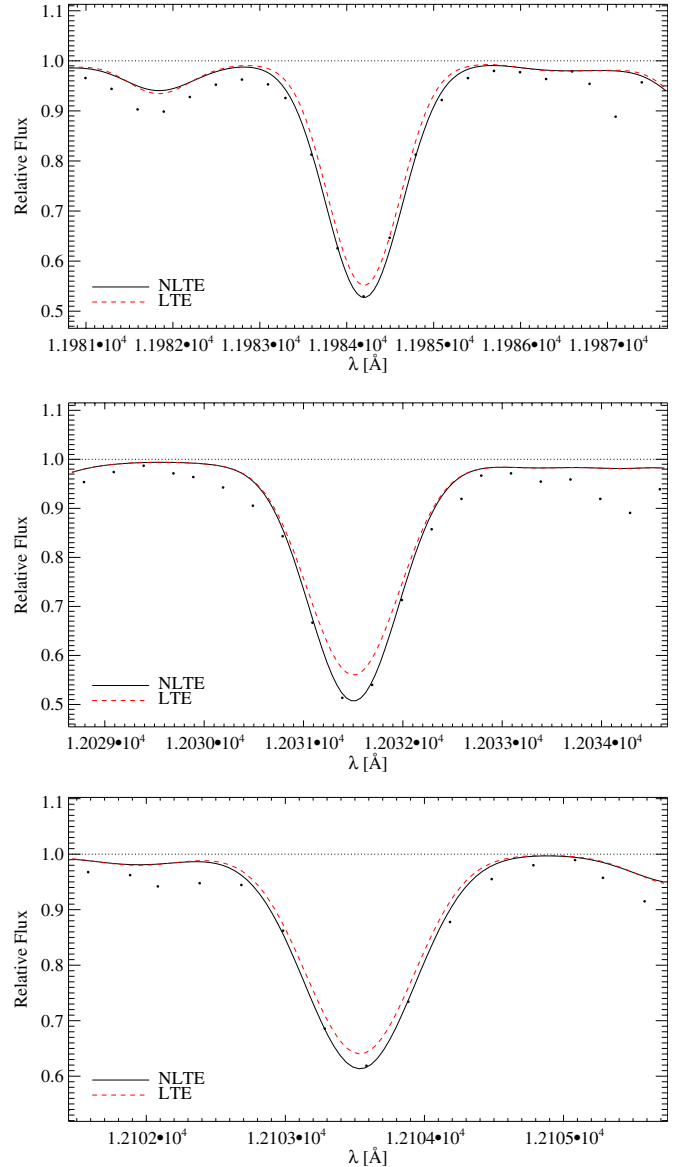 1.1
1.0
0.9
0.8
0.7
0.6
0.5
Relative Flux
NLTE
LTE
1.1981•10⁴ 1.1982•10⁴ 1.1983•10⁴ 1.1984•10⁴ 1.1985•10⁴ 1.1986•10⁴ 1.1987•10⁴
λ [Å]
1.1
1.0
0.9
0.8
0.7
0.6
0.5
Relative Flux
NLTE
LTE
1.2029•10⁴ 1.2030•10⁴ 1.2031•10⁴ 1.2032•10⁴ 1.2033•10⁴ 1.2034•10⁴
λ [Å]
1.1
1.0
0.9
0.8
0.7
0.6
Relative Flux
NLTE
LTE
1.2102•10⁴ 1.2103•10⁴ 1.2104•10⁴ 1.2105•10⁴
λ [Å]